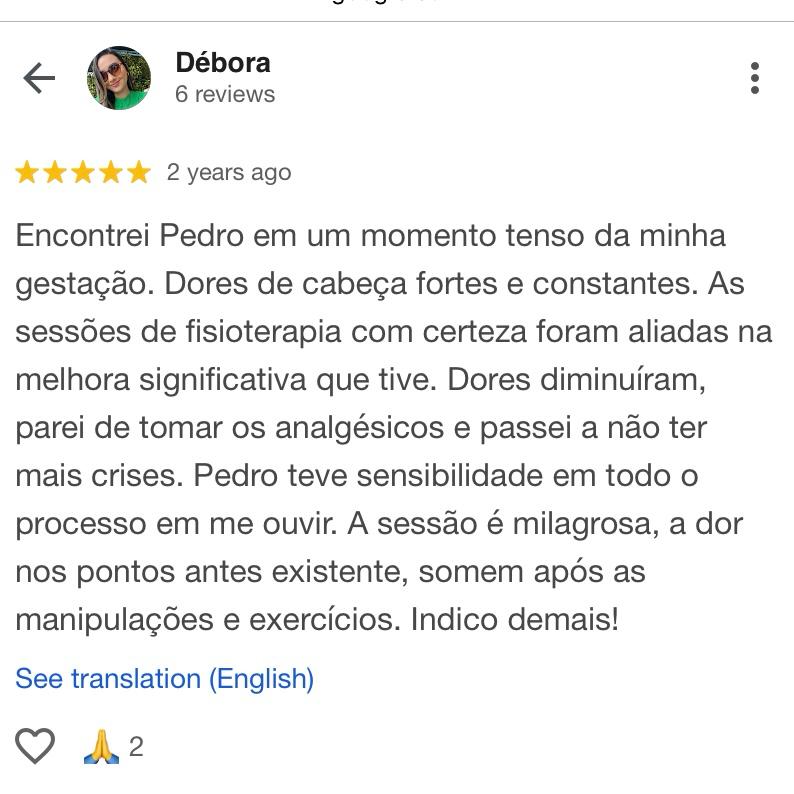 Débora
6 reviews
2 years ago
Encontrei Pedro em um momento tenso da minha
gestação. Dores de cabeça fortes e constantes. As
sessões de fisioterapia com certeza foram aliadas na
melhora significativa que tive. Dores diminuíram,
parei de tomar os analgésicos e passei a não ter
mais crises. Pedro teve sensibilidade em todo o
processo em me ouvir. A sessão é milagrosa, a dor
nos pontos antes existente, somem após as
manipulações e exercícios. Indico demais!
See translation (English)
2